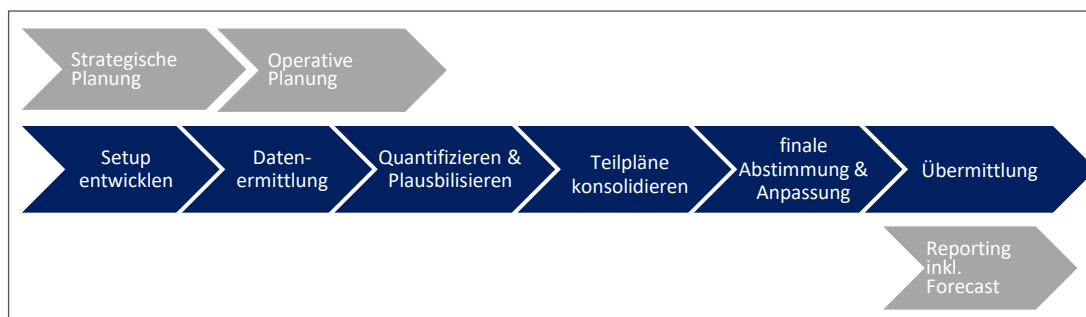 Strategische
Planung
Operative
Planung
Setup
entwicklen
Daten-
ermittlung
Quantifizieren &
Plausbilisieren
Teilpläne
konsolidieren
finale
Abstimmung &
Anpassung
Übermittlung
Reporting
inkl.
Forecast